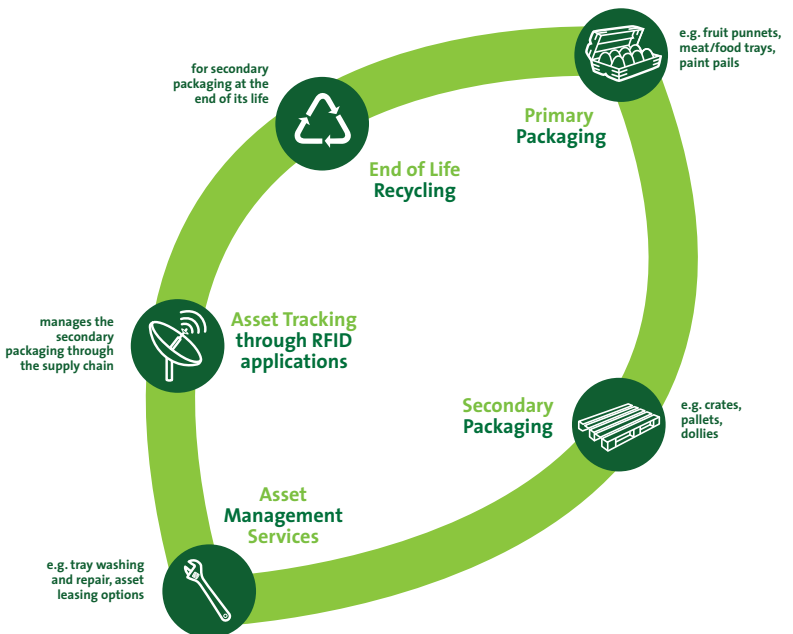 e.g. fruit punnets,
meat/food trays,
paint pails
Primary
Packaging
for secondary
packaging at the
end of its life
End of Life
Recycling
manages the
secondary
packaging through
the supply chain
Asset Tracking
through RFID
applications
Secondary
Packaging
e.g. crates,
pallets,
dollies
Asset
Management
Services
e.g. tray washing
and repair, asset
leasing options